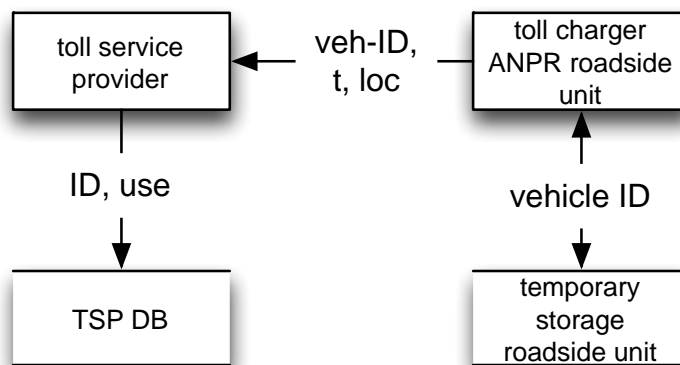 toll service
provider
veh-ID,
t, loc
toll charger
ANPR roadside
unit
ID, use
vehicle ID
TSP DB
temporary
storage
roadside unit